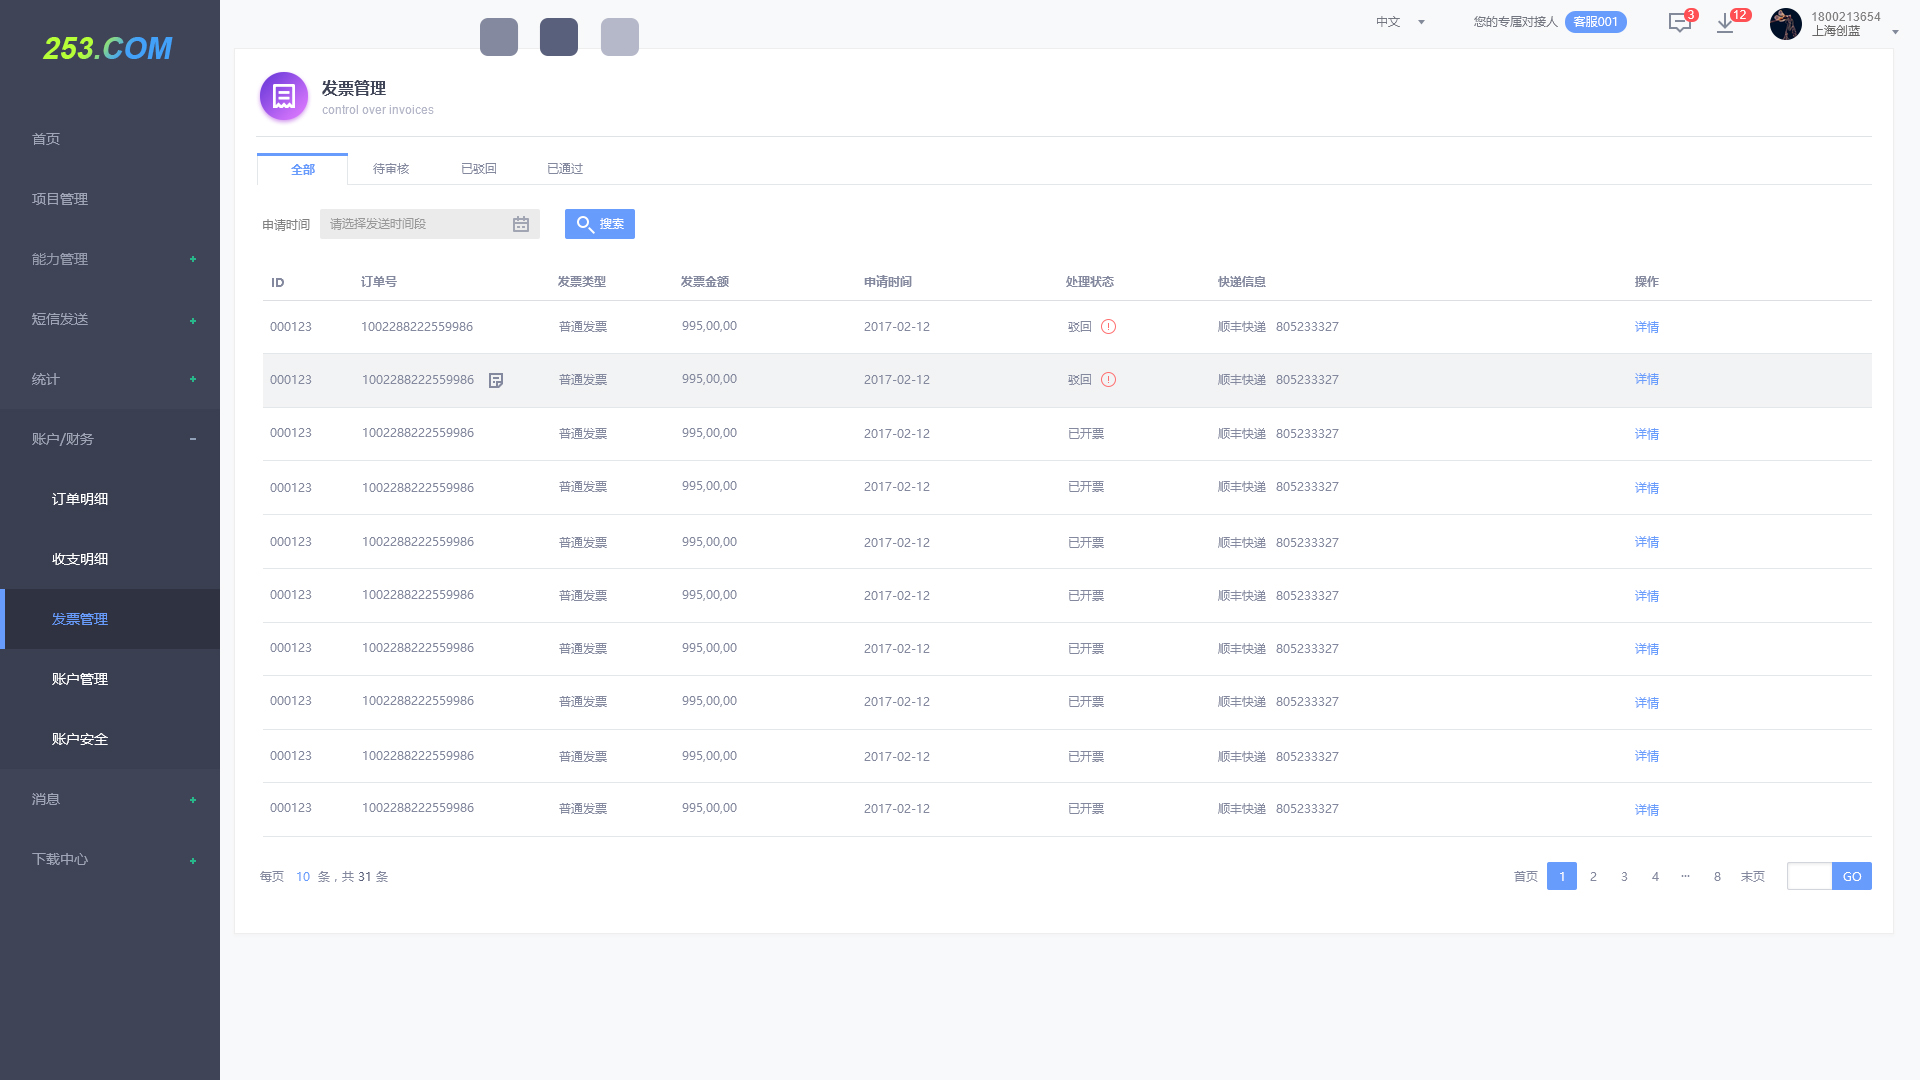 253.COM
中文
您的专属对接人 客服001
3
12
1800213654
上海创蓝
首页
项目管理
能力管理 +
短信发送 +
统计 +
账户/财务 -
订单明细
收支明细
发票管理
账户管理
账户安全
消息 +
下载中心 +
发票管理
control over invoices
全部 待审核 已驳回 已通过
申请时间 请选择发送时间段 搜索
ID 订单号 发票类型 发票金额 申请时间 处理状态 快递信息 操作
000123 1002288222559986 普通发票 995,00,00 2017-02-12 驳回 顺丰快递 805233327 详情
000123 1002288222559986 普通发票 995,00,00 2017-02-12 驳回 顺丰快递 805233327 详情
000123 1002288222559986 普通发票 995,00,00 2017-02-12 已开票 顺丰快递 805233327 详情
000123 1002288222559986 普通发票 995,00,00 2017-02-12 已开票 顺丰快递 805233327 详情
000123 1002288222559986 普通发票 995,00,00 2017-02-12 已开票 顺丰快递 805233327 详情
000123 1002288222559986 普通发票 995,00,00 2017-02-12 已开票 顺丰快递 805233327 详情
000123 1002288222559986 普通发票 995,00,00 2017-02-12 已开票 顺丰快递 805233327 详情
000123 1002288222559986 普通发票 995,00,00 2017-02-12 已开票 顺丰快递 805233327 详情
000123 1002288222559986 普通发票 995,00,00 2017-02-12 已开票 顺丰快递 805233327 详情
000123 1002288222559986 普通发票 995,00,00 2017-02-12 已开票 顺丰快递 805233327 详情
每页 10 条，共 31 条
首页 1 2 3 4 ··· 8 末页 GO